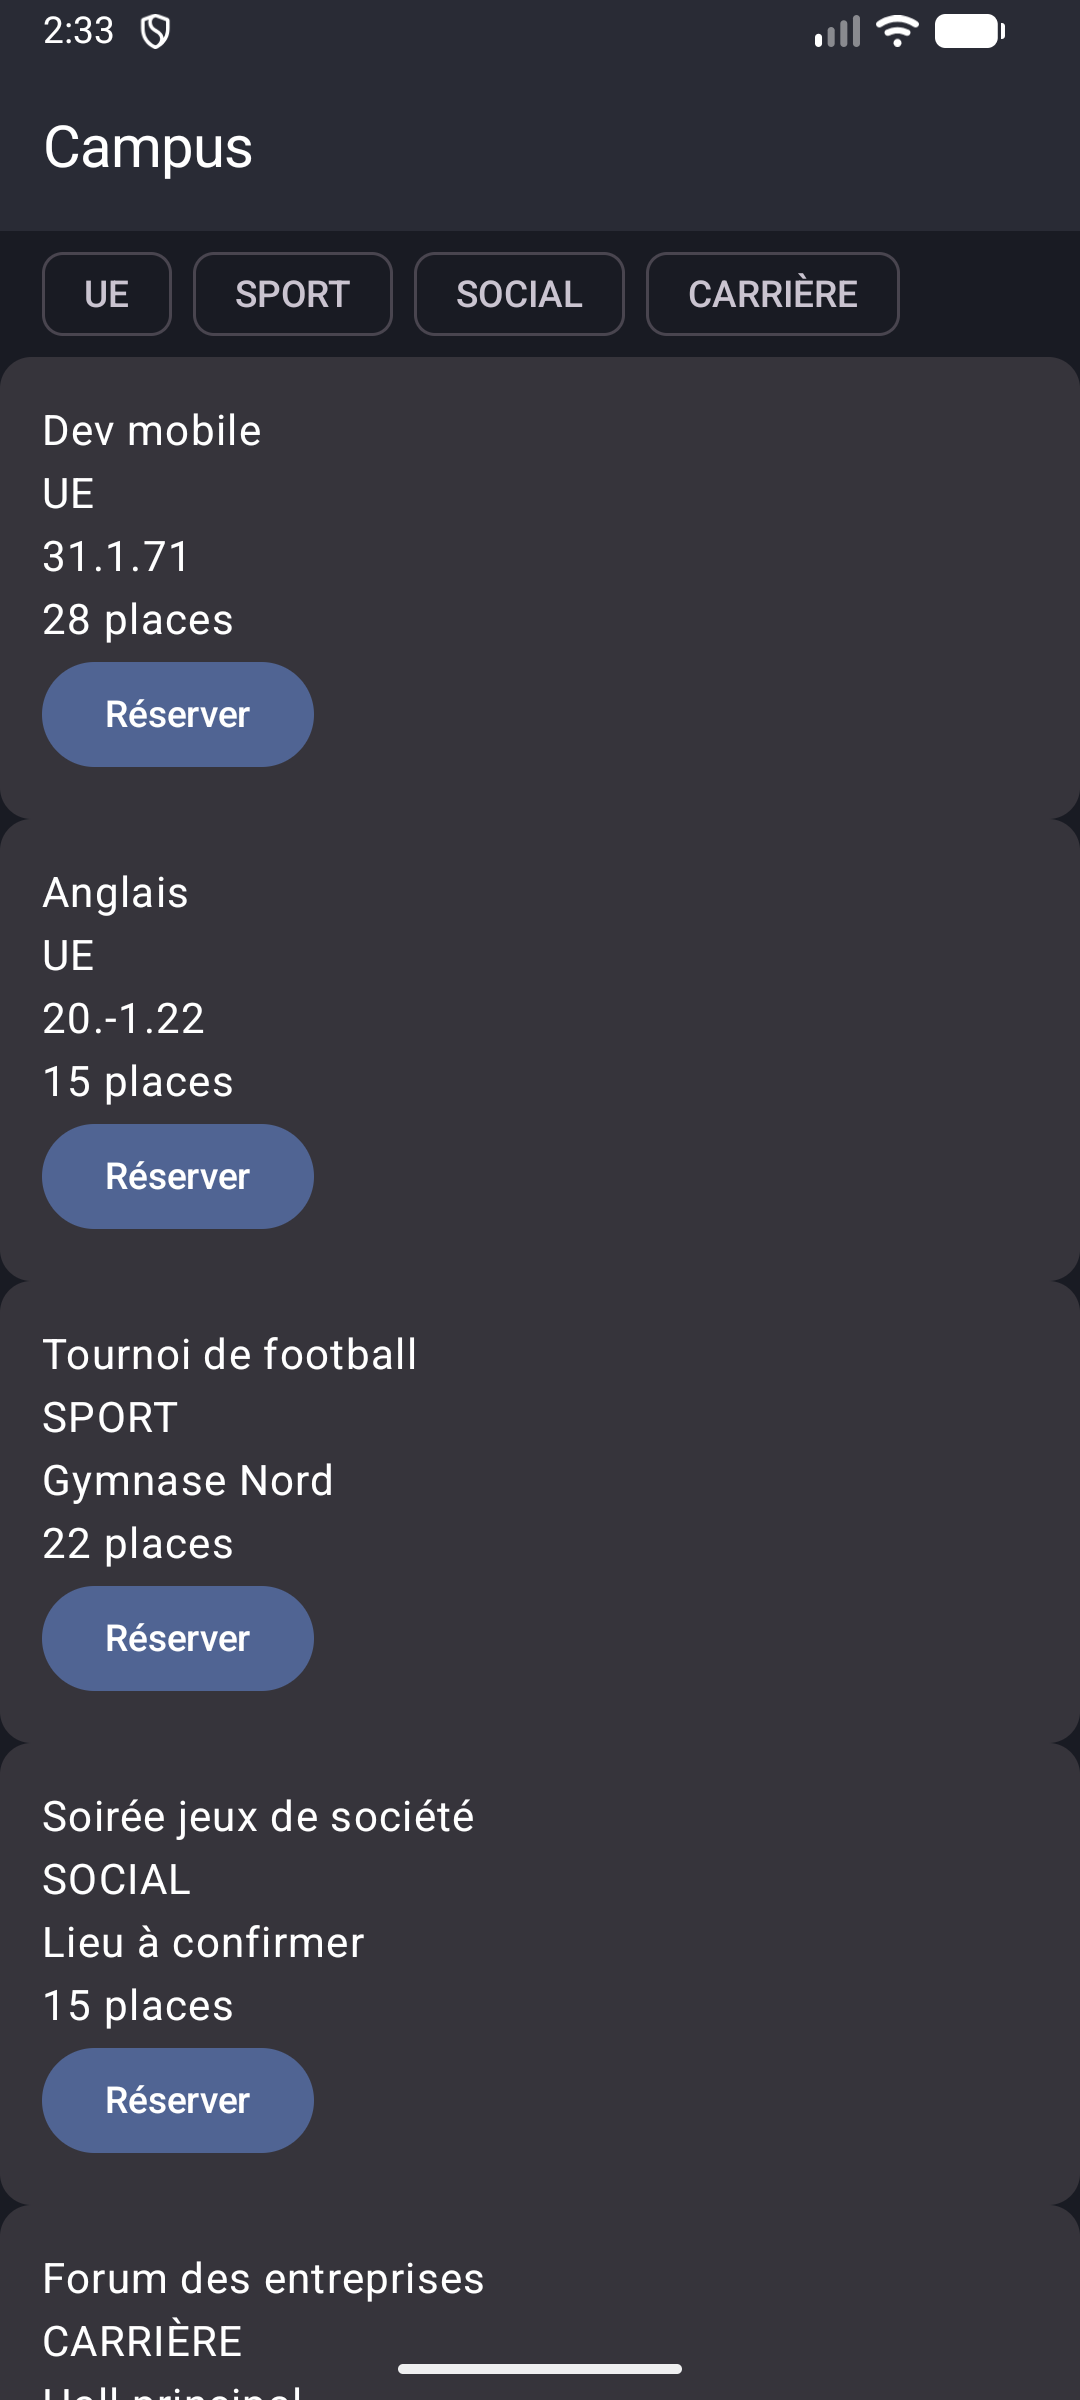 2:33
Campus
UE
SPORT
SOCIAL
CARRIÈRE
Dev mobile
UE
31.1.71
28 places
Réserver
Anglais
UE
20.-1.22
15 places
Réserver
Tournoi de football
SPORT
Gymnase Nord
22 places
Réserver
Soirée jeux de société
SOCIAL
Lieu à confirmer
15 places
Réserver
Forum des entreprises
CARRIÈRE
Hall principal